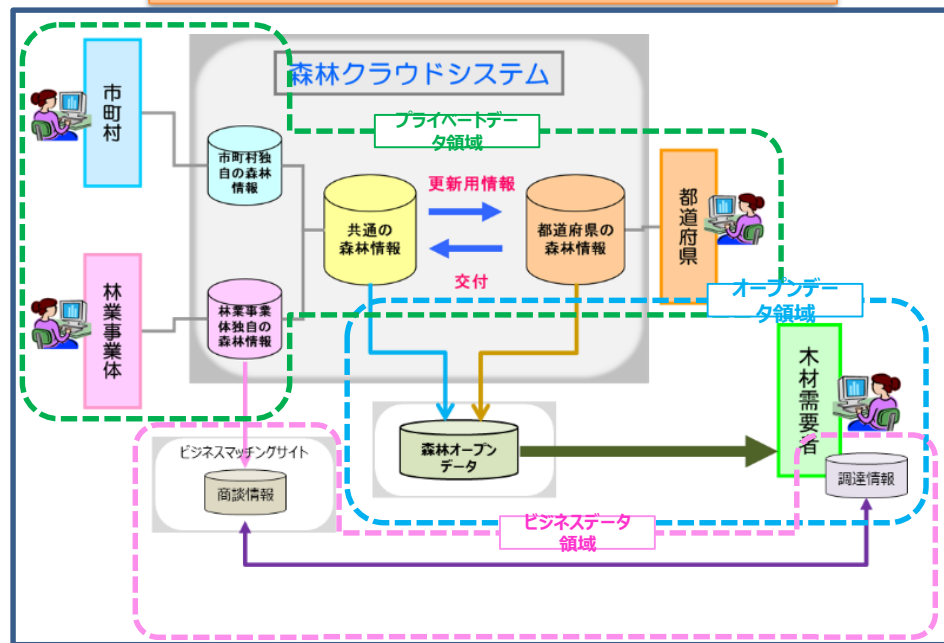 森林クラウドシステム
市町村
プライベートデー
タ領域
市町村独
自の森林
情報
更新用情報
共通の
森林情報
都道府県の
森林情報
都道府県
交付
林業事業体
林業事業
体独自の
森林情報
オープンデー
タ領域
木材需要者
ビジネスマッチングサイト
商談情報
森林オープン
データ
調達情報
ビジネスデータ
領域